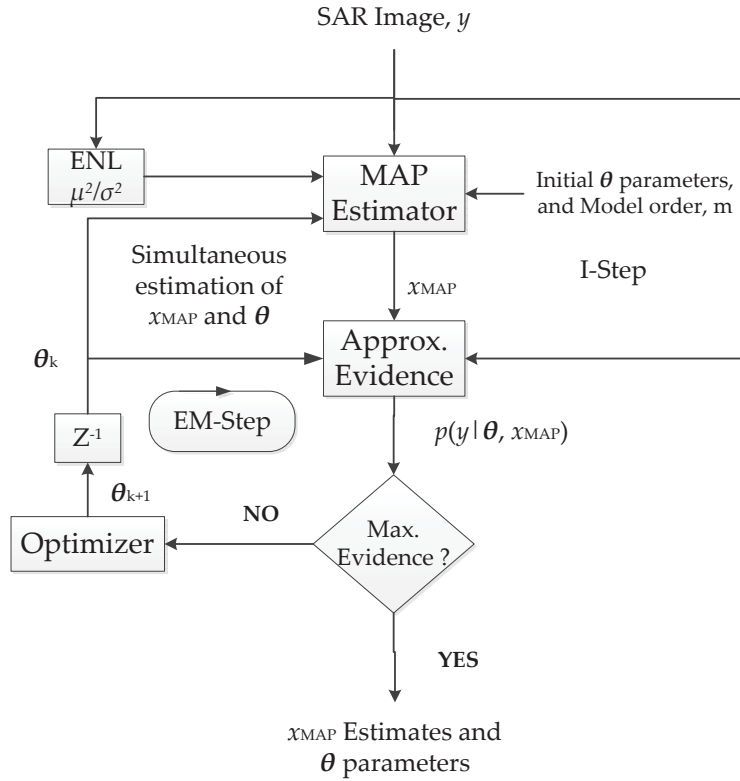 SAR Image, y
ENL
μ²/σ²
MAP
Estimator
Initial θ parameters,
and Model order, m
Simultaneous
estimation of
xMAP and θ
xMAP
I-Step
θk
Approx.
Evidence
EM-Step
p(y|θ, xMAP)
Z⁻¹
θk+1
NO
Optimizer
Max.
Evidence ?
YES
xMAP Estimates and
θ parameters